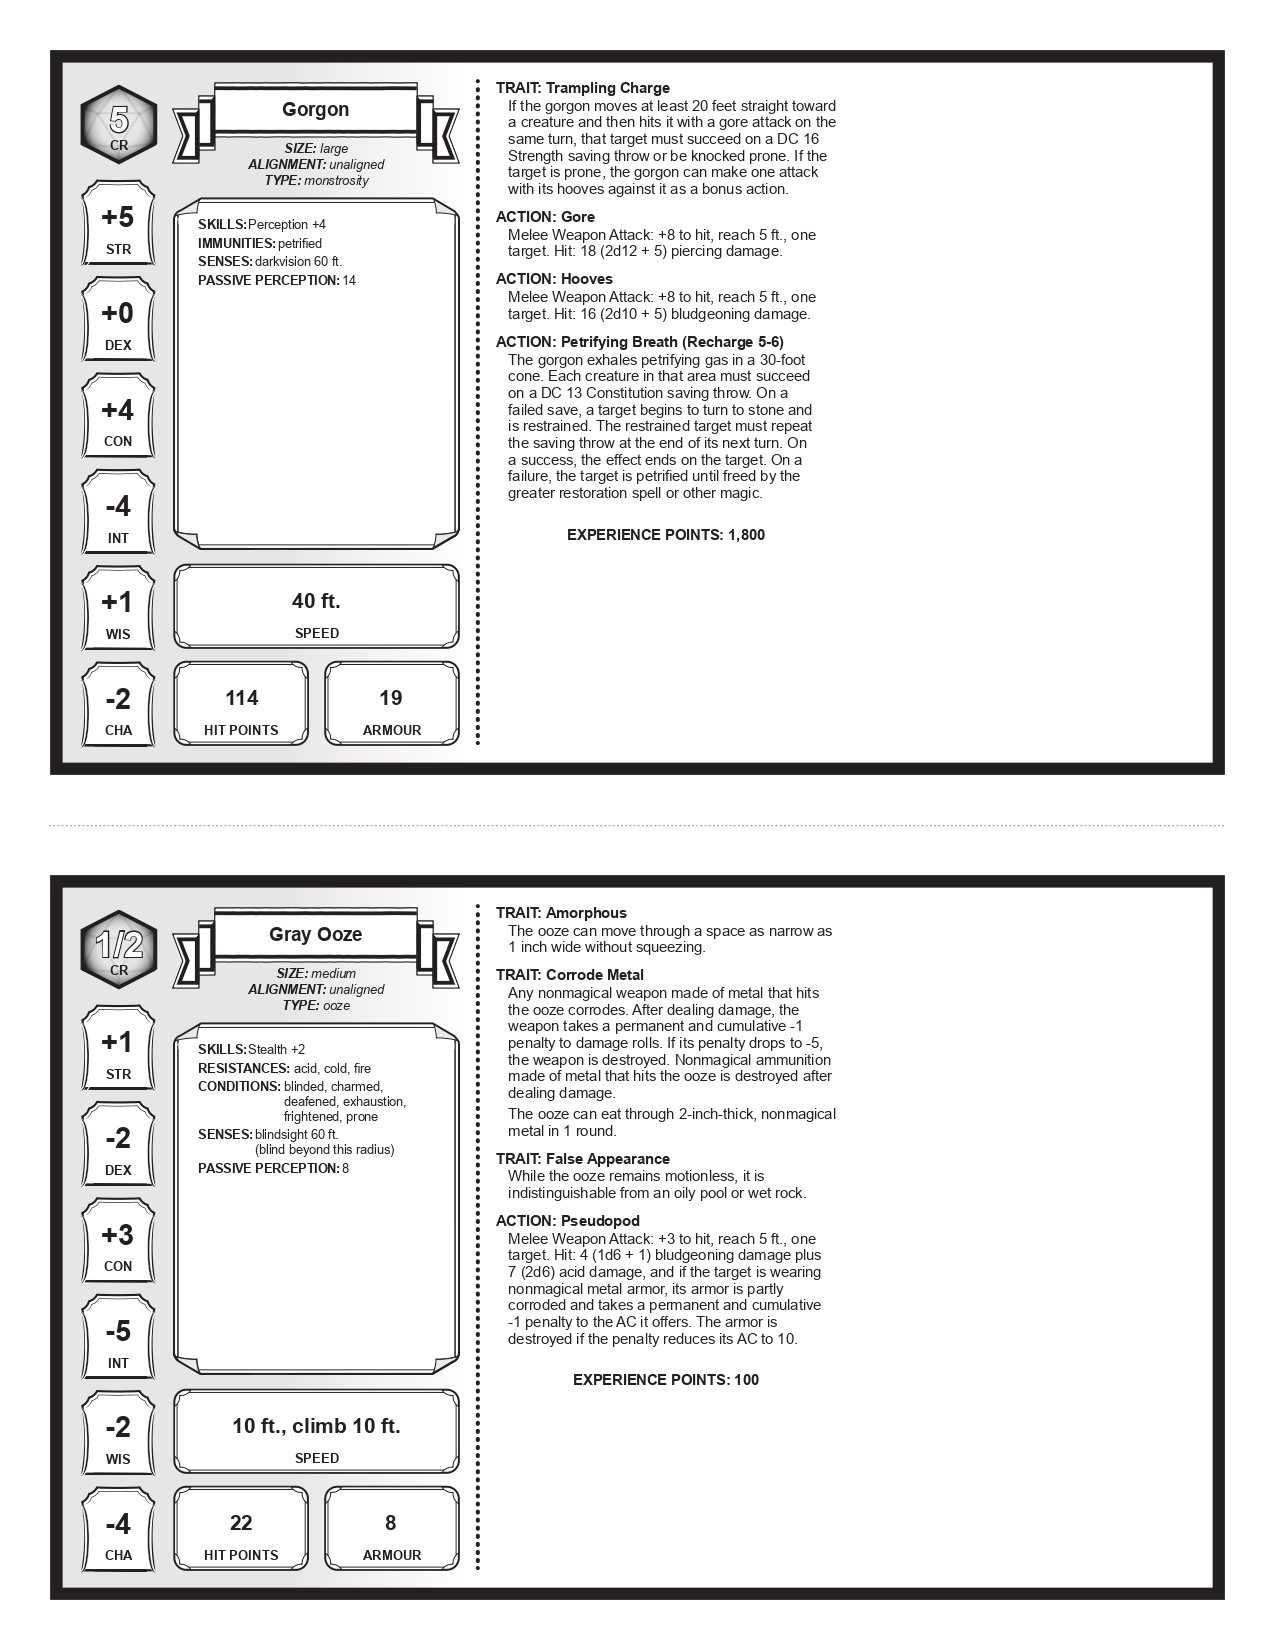 5
CR
Gorgon
SIZE: large
ALIGNMENT: unaligned
TYPE: monstrosity
+5
STR
+0
DEX
+4
CON
-4
INT
+1
WIS
-2
CHA
SKILLS: Perception +4
IMMUNITIES: petrified
SENSES: darkvision 60 ft.
PASSIVE PERCEPTION: 14
40 ft.
SPEED
114
HIT POINTS
19
ARMOUR
TRAIT: Trampling Charge
If the gorgon moves at least 20 feet straight toward
a creature and then hits it with a gore attack on the
same turn, that target must succeed on a DC 16
Strength saving throw or be knocked prone. If the
target is prone, the gorgon can make one attack
with its hooves against it as a bonus action.
ACTION: Gore
Melee Weapon Attack: +8 to hit, reach 5 ft., one
target. Hit: 18 (2d12 + 5) piercing damage.
ACTION: Hooves
Melee Weapon Attack: +8 to hit, reach 5 ft., one
target. Hit: 16 (2d10 + 5) bludgeoning damage.
ACTION: Petrifying Breath (Recharge 5-6)
The gorgon exhales petrifying gas in a 30-foot
cone. Each creature in that area must succeed
on a DC 13 Constitution saving throw. On a
failed save, a target begins to turn to stone and
is restrained. The restrained target must repeat
the saving throw at the end of its next turn. On
a success, the effect ends on the target. On a
failure, the target is petrified until freed by the
greater restoration spell or other magic.
EXPERIENCE POINTS: 1,800
1/2
CR
Gray Ooze
SIZE: medium
ALIGNMENT: unaligned
TYPE: ooze
+1
STR
-2
DEX
+3
CON
-5
INT
-2
WIS
-4
CHA
SKILLS: Stealth +2
RESISTANCES: acid, cold, fire
CONDITIONS: blinded, charmed,
deafened, exhaustion,
frightened, prone
SENSES: blindsight 60 ft.
(blind beyond this radius)
PASSIVE PERCEPTION: 8
10 ft., climb 10 ft.
SPEED
22
HIT POINTS
8
ARMOUR
TRAIT: Amorphous
The ooze can move through a space as narrow as
1 inch wide without squeezing.
TRAIT: Corrode Metal
Any nonmagical weapon made of metal that hits
the ooze corrodes. After dealing damage, the
weapon takes a permanent and cumulative -1
penalty to damage rolls. If its penalty drops to -5,
the weapon is destroyed. Nonmagical ammunition
made of metal that hits the ooze is destroyed after
dealing damage.
The ooze can eat through 2-inch-thick, nonmagical
metal in 1 round.
TRAIT: False Appearance
While the ooze remains motionless, it is
indistinguishable from an oily pool or wet rock.
ACTION: Pseudopod
Melee Weapon Attack: +3 to hit, reach 5 ft., one
target. Hit: 4 (1d6 + 1) bludgeoning damage plus
7 (2d6) acid damage, and if the target is wearing
nonmagical metal armor, its armor is partly
corroded and takes a permanent and cumulative
-1 penalty to the AC it offers. The armor is
destroyed if the penalty reduces its AC to 10.
EXPERIENCE POINTS: 100